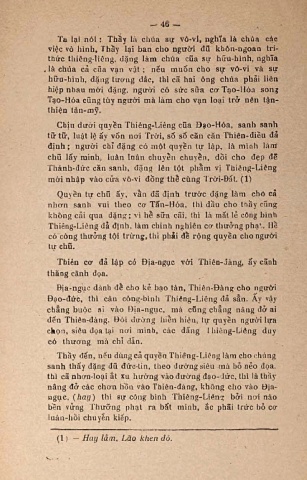 — 46 —
Ta lại nói : Thầy là chúa sự vô-vi, nghĩa là chúa các
việc vô hình, Thầy lại ban cho người đủ khôn-ngoan tri-
thức thiêng-liêng, đặng làm chúa của sự hữu-hình, nghĩa
là chúa cả của vạn vật ; nếu muốn cho sự vô-vi và sự
hữu-hình, đặng tương đắc, thì cả hai ông chúa phải liên
hiệp nhau mới đặng, người có sức sửa cơ Tạo-Hóa song
Tạo-Hóa cũng tùy người mà làm cho vạn loại trở nên tận-
thiện tận-mỹ.
Chịn dưới quyền Thiêng-Liêng của Đạo-Hóa, sanh sanh
tử tử, luật lệ ấy vốn nơi Trời, số số căn căn Thiên-điều đã
định ; người chỉ đặng có một quyền tự lập, là mình làm
chủ lấy mình, luân luân chuyển chuyển, dồi cho đẹp đẽ
Thánh-đức căn sanh, đặng lên tột phẩm vị Thiêng-Liêng
mới nhập vào cửa vô-vi đồng thể cùng Trời-Đất. (1)
Quyền tự chủ ấy, vẫn đã định trước đặng làm cho cả
nhơn sanh vui theo cơ Tấn-Hóa, thì dầu cho thầy cũng
không cải qua đặng ; vì hễ sửa cải, thì là mất lẽ công bình
Thiêng-Liêng đã định, làm chinh nghiên cơ thưởng phạt. Hễ
có công thưởng tội trừng, thì phải để rộng quyền cho người
tự chủ.
Thiên cơ đã lập có Địa-ngục với Thiên-đàng, ấy cảnh
thăng cảnh đọa.
Địa-ngục dành để cho kẻ bạo tàn, Thiên-Đàng cho người
Đạo-đức, thì cân công-bình Thiêng-Liêng đã sẵn. Ấy vậy
chẳng buộc ai vào Địa-ngục, mà cũng chẳng nâng đỡ ai
đến Thiên-đàng. Đôi đường hiển hiện, tự quyền người lựa
chọn, siêu đọa tại nơi mình, các đấng Thiêng-Liêng duy
có thương mà chỉ dẫn.
Thầy đến, nếu dùng cả quyền Thiêng-Liêng làm cho chúng
sanh thấy đặng đủ đức-tin, theo đường siêu mà bỏ nẻo đọa.
thì cả nhơn-loại ắt xu hướng vào đường đạo-đức, thì là thầy
nâng đỡ các chơn hồn vào Thiên-đàng, không cho vào Địa-
ngục, (hay) thì sự công bình Thiêng-Liêng bởi nơi nào
bền vững Thưởng phạt ra bất minh, ắc phải trúc bỏ cơ
luân-hồi chuyển kiếp.
(1) — Hay lắm, Lão khen đó.